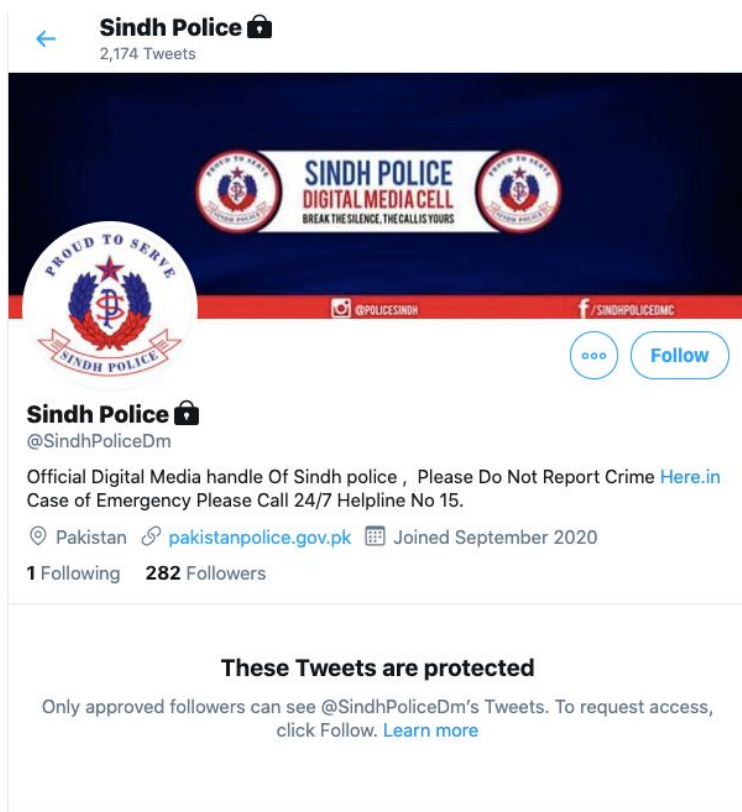 Sindh Police
2,174 Tweets
PROUD TO SERVE
SINDH POLICE
SINDH POLICE
DIGITAL MEDIA CELL
BREAK THE SILENCE, THE CALL IS YOURS
PROUD TO SERVE
SINDH POLICE
@POLICESINDH
/SINDHPOLICEDMC
PROUD TO SERVE
SP
SINDH POLICE
Follow
Sindh Police
@SindhPoliceDm
Official Digital Media handle Of Sindh police , Please Do Not Report Crime Here.in
Case of Emergency Please Call 24/7 Helpline No 15.
Pakistan pakistanpolice.gov.pk Joined September 2020
1 Following 282 Followers
These Tweets are protected
Only approved followers can see @SindhPoliceDm's Tweets. To request access,
click Follow. Learn more